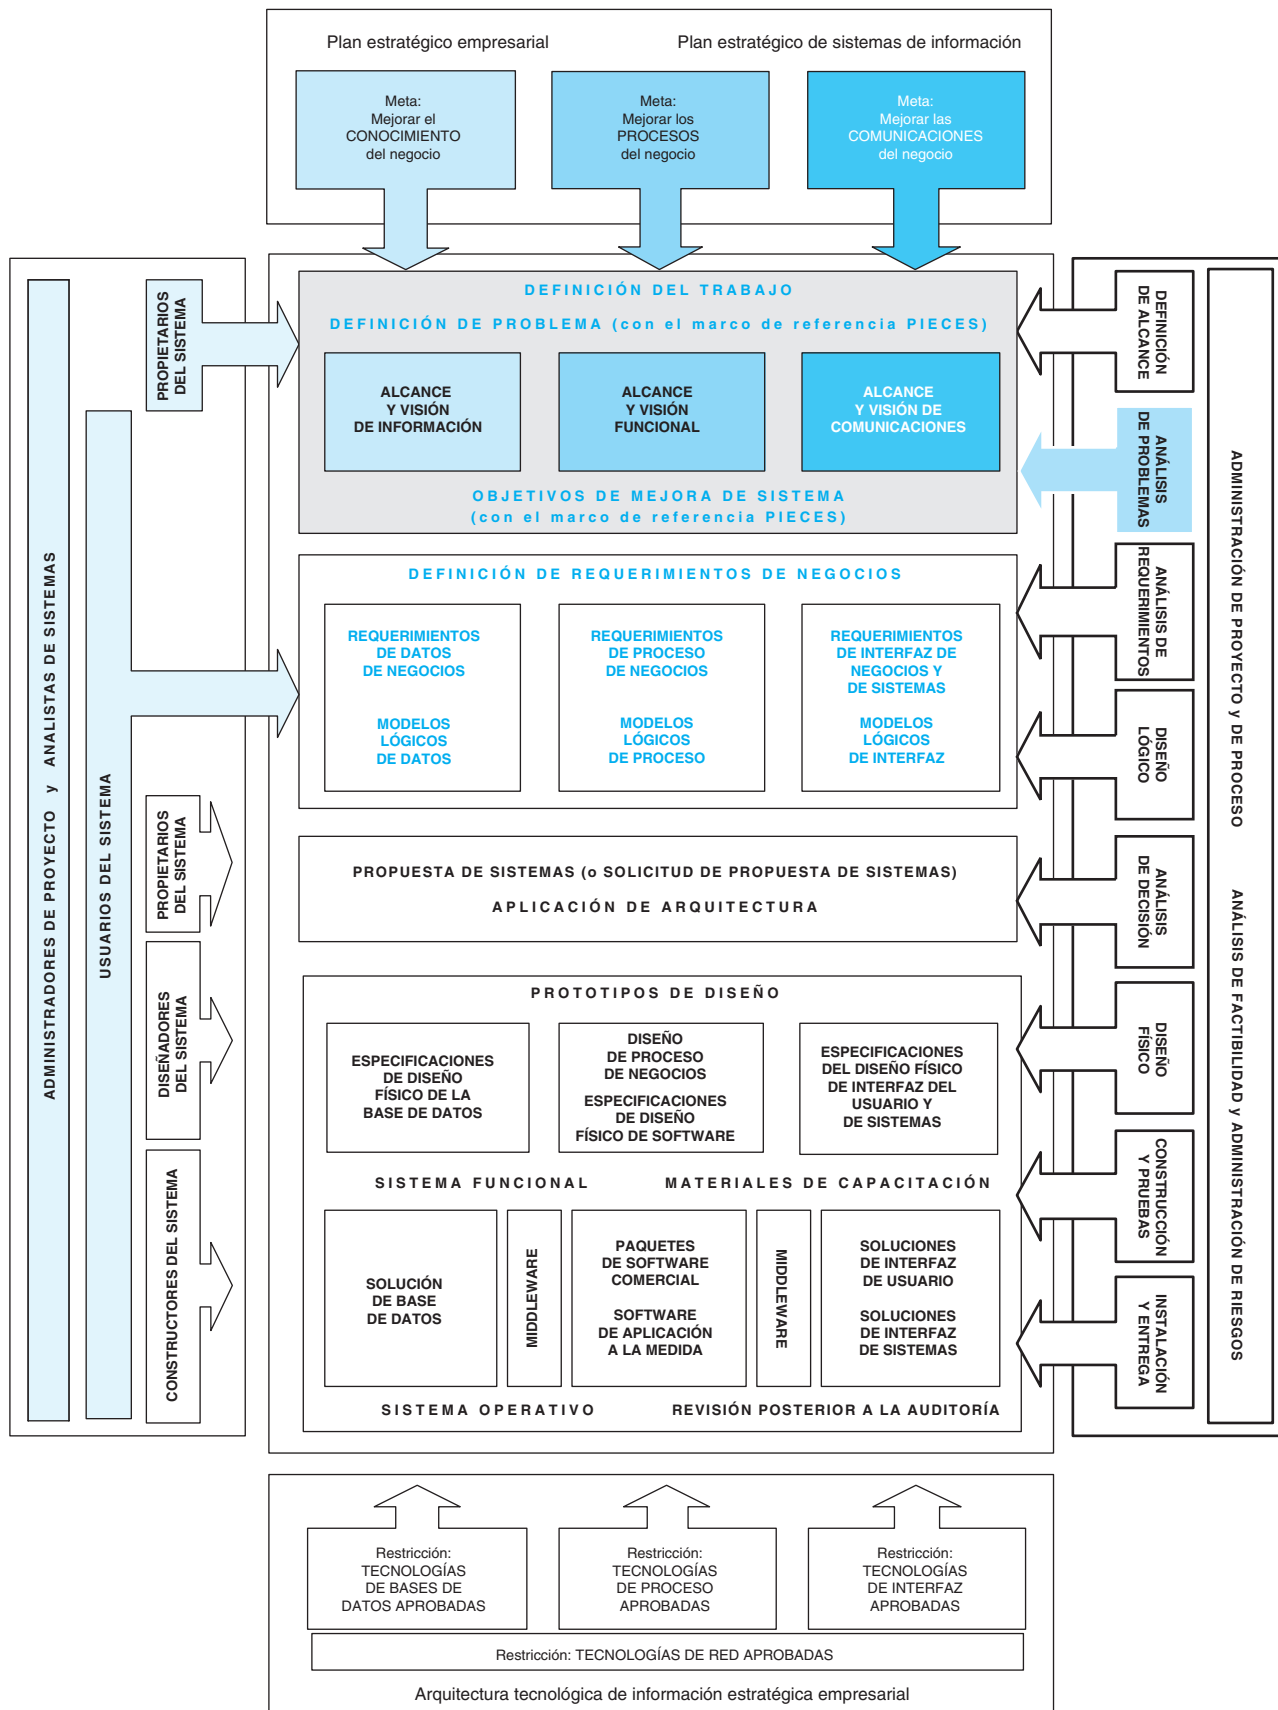 Plan estratégico empresarial
Plan estratégico de sistemas de información
Meta:
Mejorar el
CONOCIMIENTO
del negocio
Meta:
Mejorar los
PROCESOS
del negocio
Meta:
Mejorar las
COMUNICACIONES
del negocio
ADMINISTRADORES DE PROYECTO y ANALISTAS DE SISTEMAS
USUARIOS DEL SISTEMA
PROPIETARIOS
DEL SISTEMA
PROPIETARIOS
DEL SISTEMA
DISEÑADORES
DEL SISTEMA
CONSTRUCTORES DEL SISTEMA
DEFINICIÓN DEL TRABAJO
DEFINICIÓN DE PROBLEMA (con el marco de referencia PIECES)
ALCANCE
Y VISIÓN
DE INFORMACIÓN
ALCANCE
Y VISIÓN
FUNCIONAL
ALCANCE
Y VISIÓN DE
COMUNICACIONES
OBJETIVOS DE MEJORA DE SISTEMA
(con el marco de referencia PIECES)
DEFINICIÓN DE REQUERIMIENTOS DE NEGOCIOS
REQUERIMIENTOS
DE DATOS
DE NEGOCIOS
MODELOS
LÓGICOS
DE DATOS
REQUERIMIENTOS
DE PROCESO
DE NEGOCIOS
MODELOS
LÓGICOS
DE PROCESO
REQUERIMIENTOS
DE INTERFAZ DE
NEGOCIOS Y
DE SISTEMAS
MODELOS
LÓGICOS
DE INTERFAZ
PROPUESTA DE SISTEMAS (o SOLICITUD DE PROPUESTA DE SISTEMAS)
APLICACIÓN DE ARQUITECTURA
PROTOTIPOS DE DISEÑO
ESPECIFICACIONES
DE DISEÑO
FÍSICO DE LA
BASE DE DATOS
DISEÑO
DE PROCESO
DE NEGOCIOS
ESPECIFICACIONES
DE DISEÑO
FÍSICO DE SOFTWARE
ESPECIFICACIONES
DEL DISEÑO FÍSICO
DE INTERFAZ DEL
USUARIO Y
DE SISTEMAS
SISTEMA FUNCIONAL
MATERIALES DE CAPACITACIÓN
SOLUCIÓN
DE BASE
DE DATOS
MIDDLEWARE
PAQUETES
DE SOFTWARE
COMERCIAL
SOFTWARE
DE APLICACIÓN
A LA MEDIDA
MIDDLEWARE
SOLUCIONES
DE INTERFAZ
DE USUARIO
SOLUCIONES
DE INTERFAZ
DE SISTEMAS
SISTEMA OPERATIVO
REVISIÓN POSTERIOR A LA AUDITORÍA
DEFINICIÓN
DE ALCANCE
ANÁLISIS
DE PROBLEMAS
ANÁLISIS DE
REQUERIMIENTOS
DISEÑO
LÓGICO
ANÁLISIS
DE DECISIÓN
DISEÑO
FÍSICO
CONSTRUCCIÓN
Y PRUEBAS
INSTALACIÓN
Y ENTREGA
ADMINISTRACIÓN DE PROYECTO y DE PROCESO
ANÁLISIS DE FACTIBILIDAD y ADMINISTRACIÓN DE RIESGOS
Restricción:
TECNOLOGÍAS
DE BASES DE
DATOS APROBADAS
Restricción:
TECNOLOGÍAS
DE PROCESO
APROBADAS
Restricción:
TECNOLOGÍAS
DE INTERFAZ
APROBADAS
Restricción: TECNOLOGÍAS DE RED APROBADAS
Arquitectura tecnológica de información estratégica empresarial